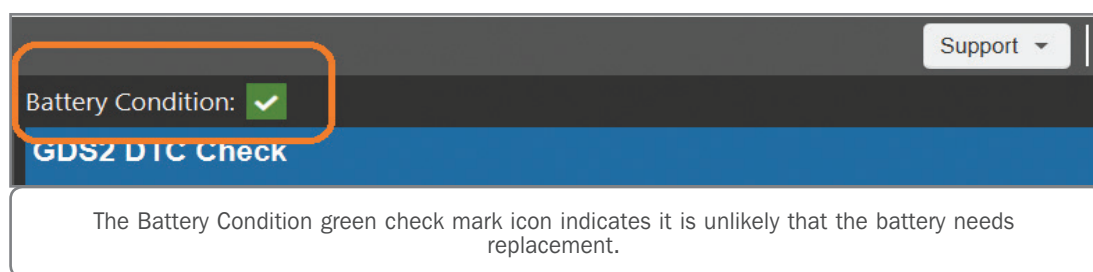 Support
Battery Condition:
GDS2 DTC Check
The Battery Condition green check mark icon indicates it is unlikely that the battery needs
replacement.